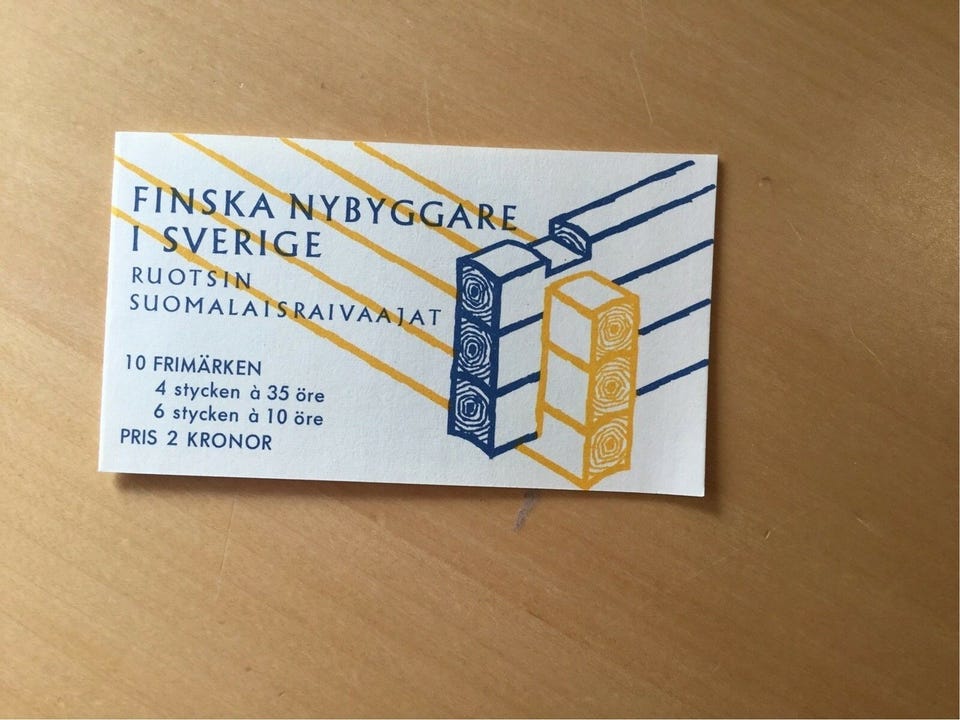 FINSKA NYBYGGARE
I SVERIGE
RUOTSIN
SUOMALAISRAIVAAJAT
10 FRIMÄRKEN
4 stycken à 35 öre
6 stycken à 10 öre
PRIS 2 KRONOR